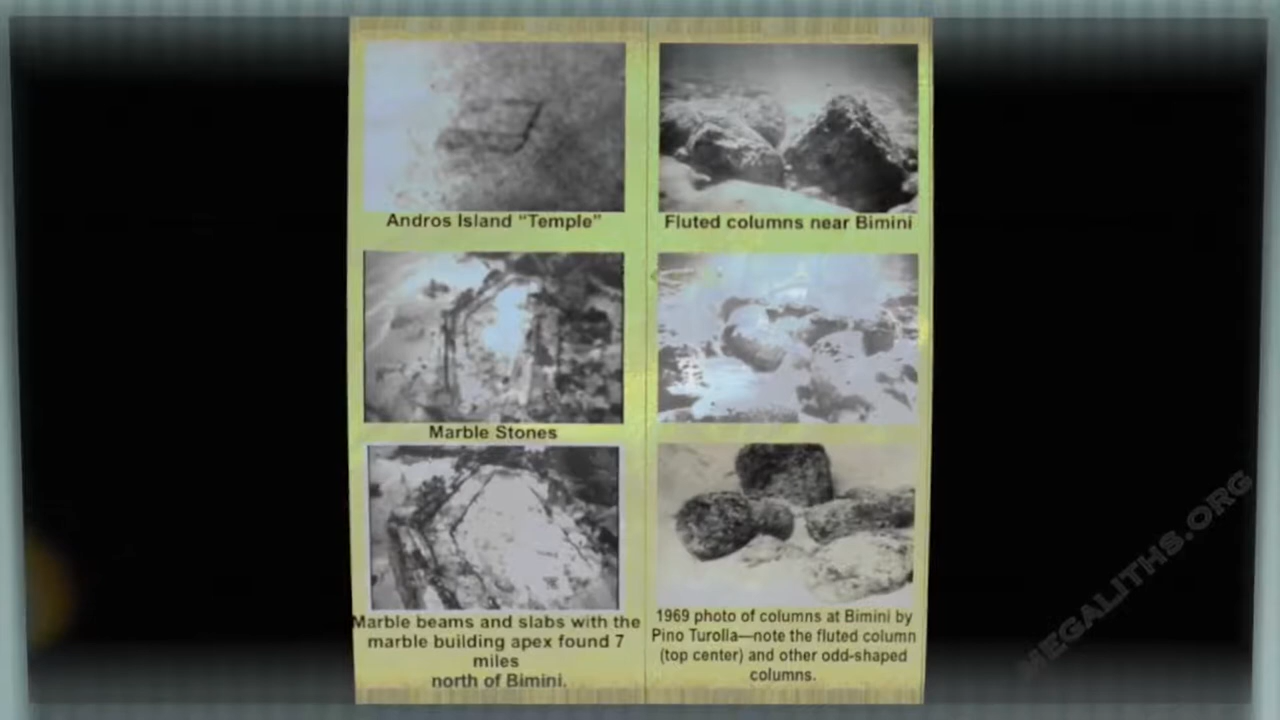 Andros Island “Temple”
Fluted columns near Bimini
Marble Stones
Marble beams and slabs with the
marble building apex found 7
miles
north of Bimini.
1969 photo of columns at Bimini by
Pino Turolla—note the fluted column
(top center) and other odd-shaped
columns.
MEGALITHS.ORG